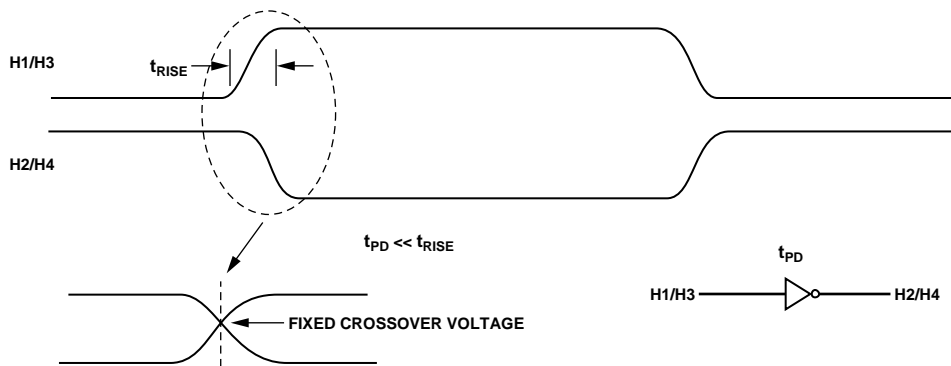 H1/H3
tRISE
H2/H4
tPD << tRISE
tPD
H1/H3
H2/H4
FIXED CROSSOVER VOLTAGE